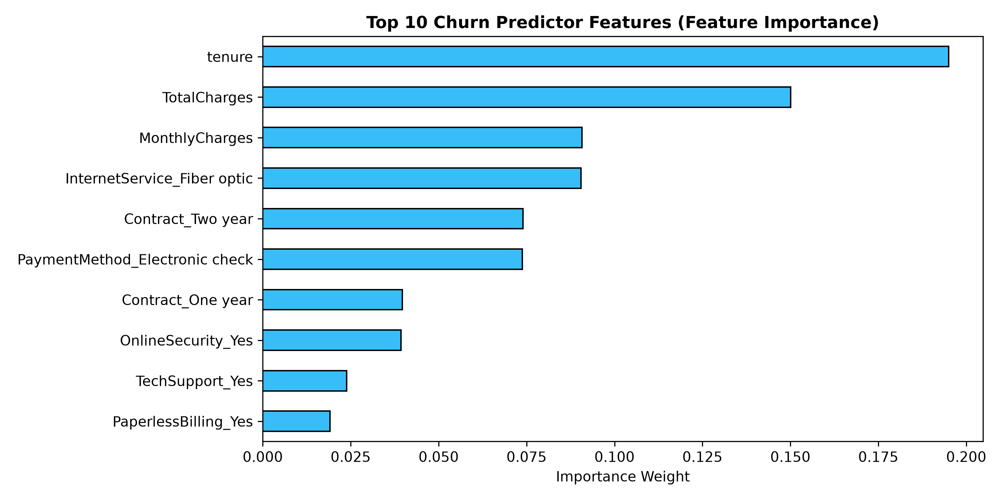 Top 10 Churn Predictor Features (Feature Importance)
tenure
TotalCharges
MonthlyCharges
InternetService_Fiber optic
Contract_Two year
PaymentMethod_Electronic check
Contract_One year
OnlineSecurity_Yes
TechSupport_Yes
PaperlessBilling_Yes
0.000 0.025 0.050 0.075 0.100 0.125 0.150 0.175 0.200
Importance Weight